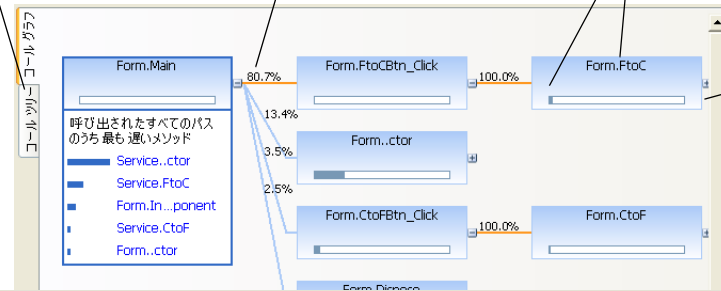 コール グラフ
コール ツリー
Form.Main
呼び出されたすべてのパス
のうち 最も 遅いメソッド
Service..ctor
Service.FtoC
Form.In…ponent
Service.CtoF
Form..ctor
80.7%
13.4%
3.5%
2.5%
Form.FtoCBtn_Click
100.0%
Form.FtoC
Form..ctor
Form.CtoFBtn_Click
100.0%
Form.CtoF
Form.Dispose